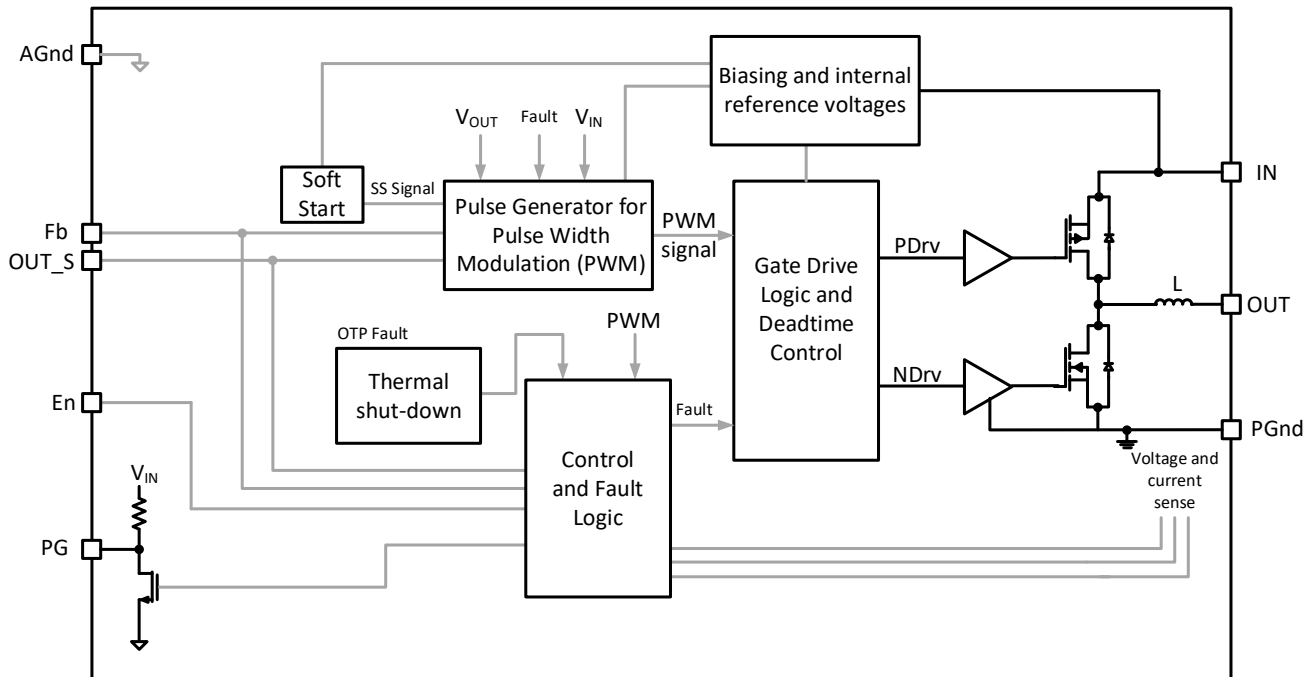 AGnd
Biasing and internal
reference voltages
VOUT
Fault
VIN
Soft
Start
SS Signal
Pulse Generator for
Pulse Width
Modulation (PWM)
PWM
signal
IN
Fb
OUT_S
Gate Drive
Logic and
Deadtime
Control
PDrv
L
OUT
OTP Fault
Thermal
shut-down
PWM
NDrv
En
Fault
PGnd
Control
and Fault
Logic
Voltage and
current
sense
VIN
PG